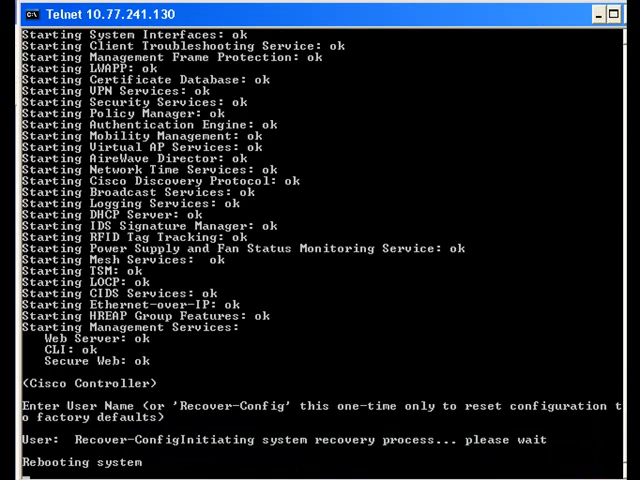 Telnet 10.77.241.130
Starting System Interfaces: ok
Starting Client Troubleshooting Service: ok
Starting Management Frame Protection: ok
Starting LWAPP: ok
Starting Certificate Database: ok
Starting VPN Services: ok
Starting Security Services: ok
Starting Policy Manager: ok
Starting Authentication Engine: ok
Starting Mobility Management: ok
Starting Virtual AP Services: ok
Starting AireWave Director: ok
Starting Network Time Services: ok
Starting Cisco Discovery Protocol: ok
Starting Broadcast Services: ok
Starting Logging Services: ok
Starting DHCP Server: ok
Starting IDS Signature Manager: ok
Starting RFID Tag Tracking: ok
Starting Power Supply and Fan Status Monitoring Service: ok
Starting Mesh Services:  ok
Starting TSM: ok
Starting LOCP: ok
Starting CIDS Services: ok
Starting Ethernet-over-IP: ok
Starting HREAP Group Features: ok
Starting Management Services:
   Web Server: ok
   CLI: ok
   Secure Web: ok
(Cisco Controller)
Enter User Name (or 'Recover-Config' this one-time only to reset configuration t
o factory defaults)
User:  Recover-ConfigInitiating system recovery process... please wait
Rebooting system